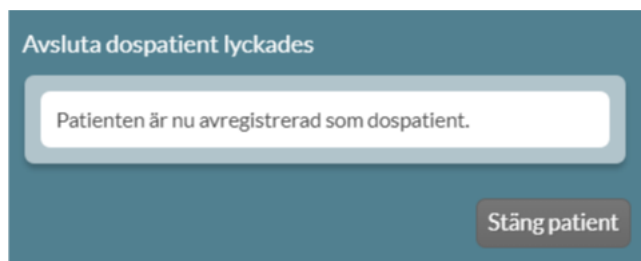 Avsluta dospatient lyckades
Patienten är nu avregistrerad som dospatient.
Stäng patient